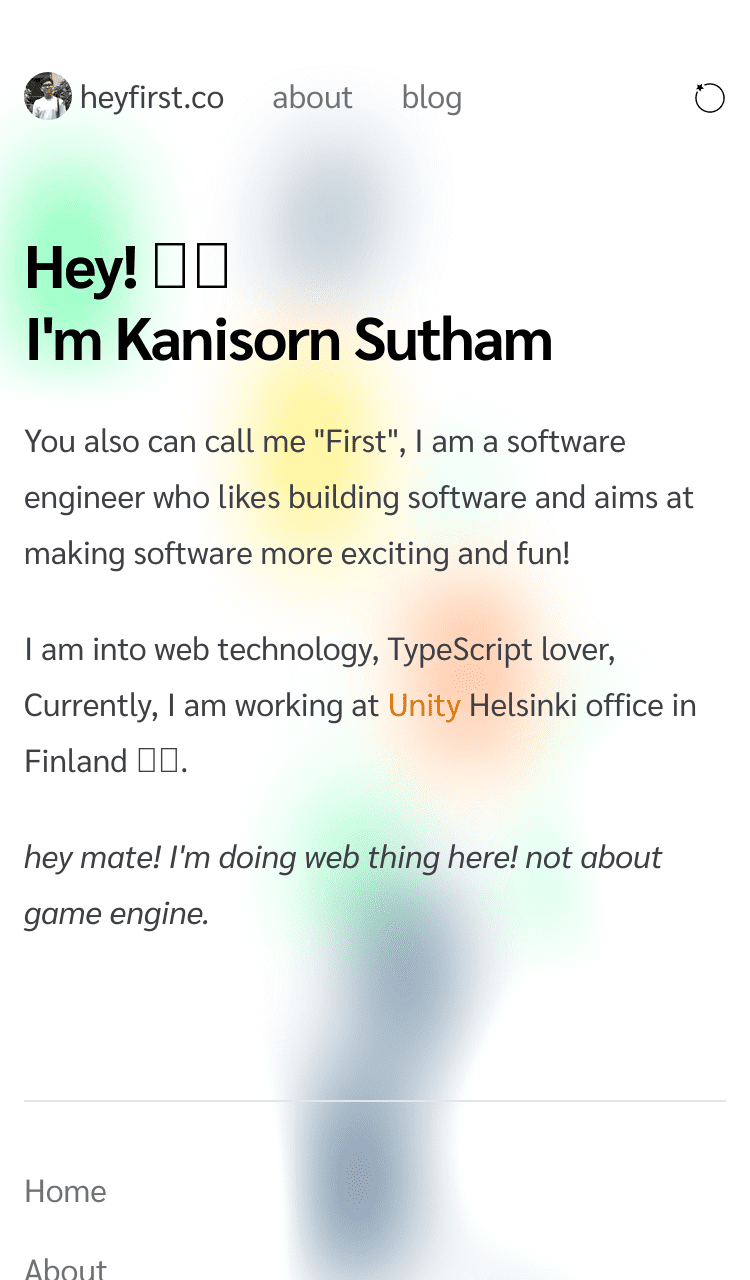 heyfirst.co about blog
Hey! 
I'm Kanisorn Sutham
You also can call me "First", I am a software
engineer who likes building software and aims at
making software more exciting and fun!
I am into web technology, TypeScript lover,
Currently, I am working at Unity Helsinki office in
Finland .
hey mate! I'm doing web thing here! not about
game engine.
Home
About